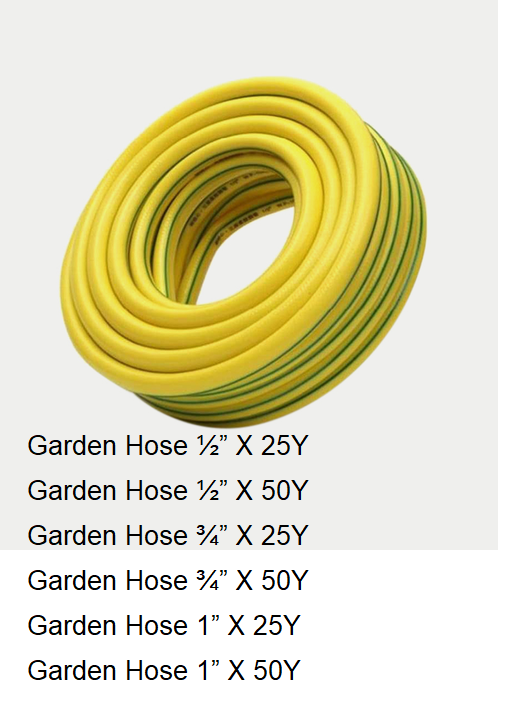 Garden Hose ½” X 25Y
Garden Hose ½” X 50Y
Garden Hose ¾” X 25Y
Garden Hose ¾” X 50Y
Garden Hose 1” X 25Y
Garden Hose 1” X 50Y